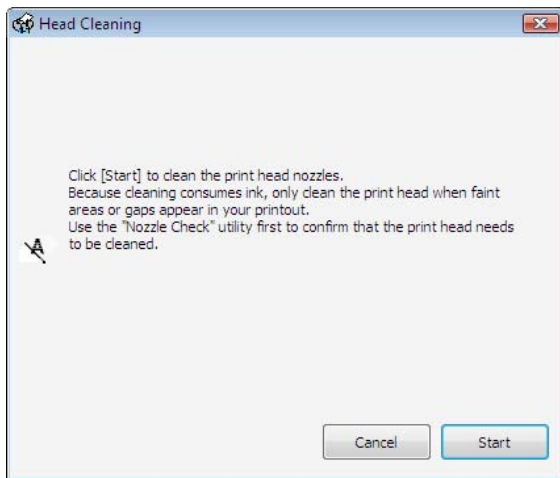 Head Cleaning
Click [Start] to clean the print head nozzles.
Because cleaning consumes ink, only clean the print head when faint
areas or gaps appear in your printout.
Use the "Nozzle Check" utility first to confirm that the print head needs
to be cleaned.
A
Cancel Start